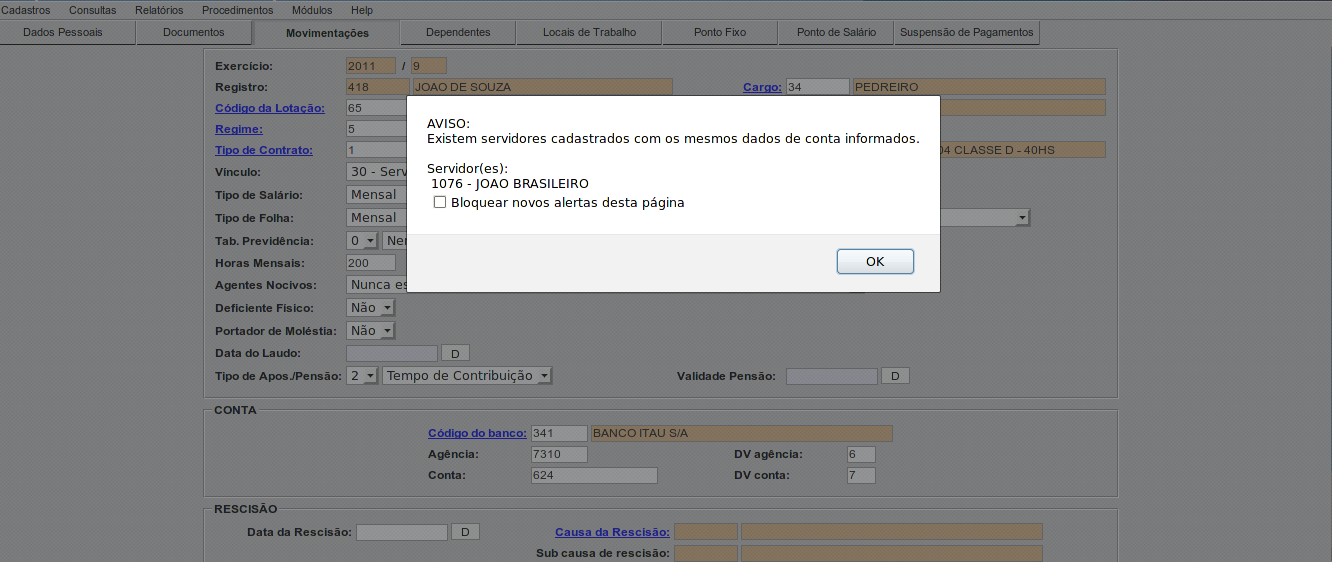 Cadastros Consultas Relatórios Procedimentos Módulos Help
Dados Pessoais Documentos Movimentações Dependentes Locais de Trabalho Ponto Fixo Ponto de Salário Suspensão de Pagamentos
Exercício: 2011 / 9
Registro: 418 JOAO DE SOUZA Cargo: 34 PEDREIRO
Código da Lotação: 65
Regime: 5
Tipo de Contrato: 1 04 CLASSE D - 40HS
Vinculo: 30 - Serv
Tipo de Salário: Mensal
Tipo de Folha: Mensal
Tab. Previdência: 0 Ner
Horas Mensais: 200
Agentes Nocivos: Nunca es
Deficiente Físico: Não
Portador de Moléstia: Não
Data do Laudo: D
Tipo de Apos./Pensão: 2 Tempo de Contribuição Validade Pensão: D
AVISO:
Existem servidores cadastrados com os mesmos dados de conta informados.
Servidor(es):
1076 - JOAO BRASILEIRO
Bloquear novos alertas desta página
OK
CONTA
Código do banco: 341 BANCO ITAU S/A
Agência: 7310 DV agência: 6
Conta: 624 DV conta: 7
RESCISÃO
Data da Rescisão: D Causa da Rescisão:
Sub causa de rescisão: